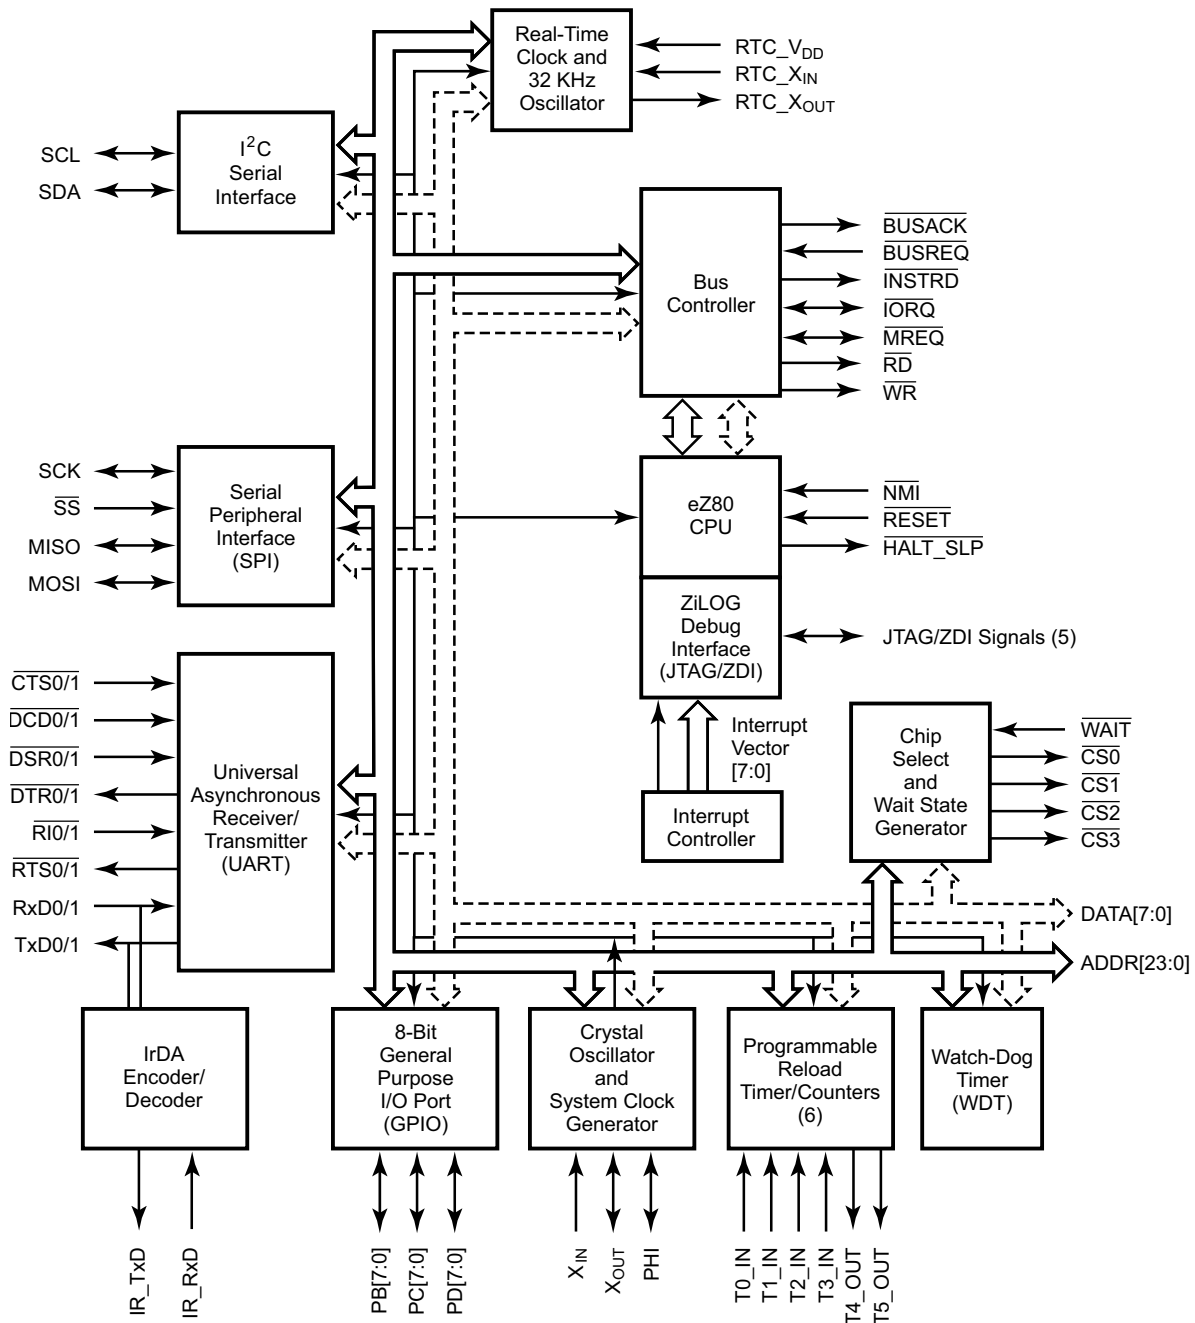 Real-Time
Clock and
32 KHz
Oscillator
RTC_VDD
RTC_XIN
RTC_XOUT
SCL
SDA
I2C
Serial
Interface
Bus
Controller
BUSACK
BUSREQ
INSTRD
IORQ
MREQ
RD
WR
SCK
SS
MISO
MOSI
Serial
Peripheral
Interface
(SPI)
eZ80
CPU
NMI
RESET
HALT_SLP
ZiLOG
Debug
Interface
(JTAG/ZDI)
JTAG/ZDI Signals (5)
CTS0/1
DCD0/1
DSR0/1
DTR0/1
RI0/1
RTS0/1
RxD0/1
TxD0/1
Universal
Asynchronous
Receiver/
Transmitter
(UART)
Interrupt
Vector
[7:0]
Interrupt
Controller
Chip
Select
and
Wait State
Generator
WAIT
CS0
CS1
CS2
CS3
DATA[7:0]
ADDR[23:0]
IrDA
Encoder/
Decoder
8-Bit
General
Purpose
I/O Port
(GPIO)
Crystal
Oscillator
and
System Clock
Generator
Programmable
Reload
Timer/Counters
(6)
Watch-Dog
Timer
(WDT)
IR_TxD
IR_RxD
PB[7:0]
PC[7:0]
PD[7:0]
XIN
XOUT
PHI
T0_IN
T1_IN
T2_IN
T3_IN
T4_OUT
T5_OUT